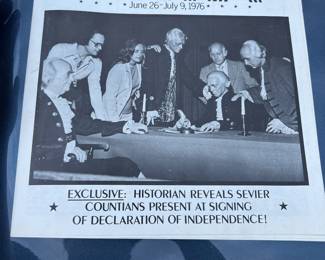 June 26-July 9, 1976
EXCLUSIVE: HISTORIAN REVEALS SEVIER
COUNTIANS PRESENT AT SIGNING
OF DECLARATION OF INDEPENDENCE!